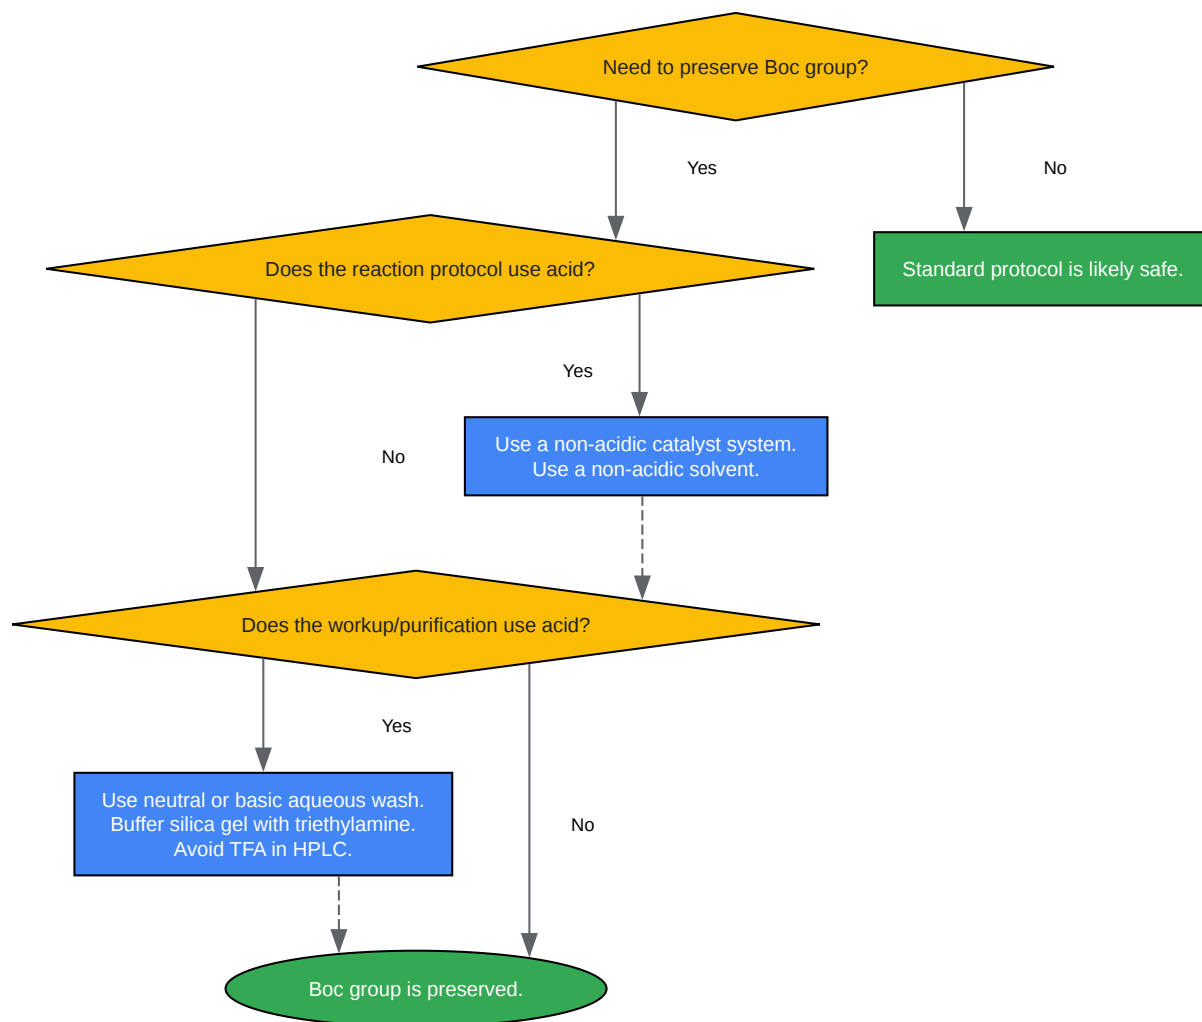 Need to preserve Boc group?
Yes
No
Does the reaction protocol use acid?
Standard protocol is likely safe.
Yes
No
Use a non-acidic catalyst system.
Use a non-acidic solvent.
Does the workup/purification use acid?
Yes
Use neutral or basic aqueous wash.
Buffer silica gel with triethylamine.
Avoid TFA in HPLC.
No
Boc group is preserved.